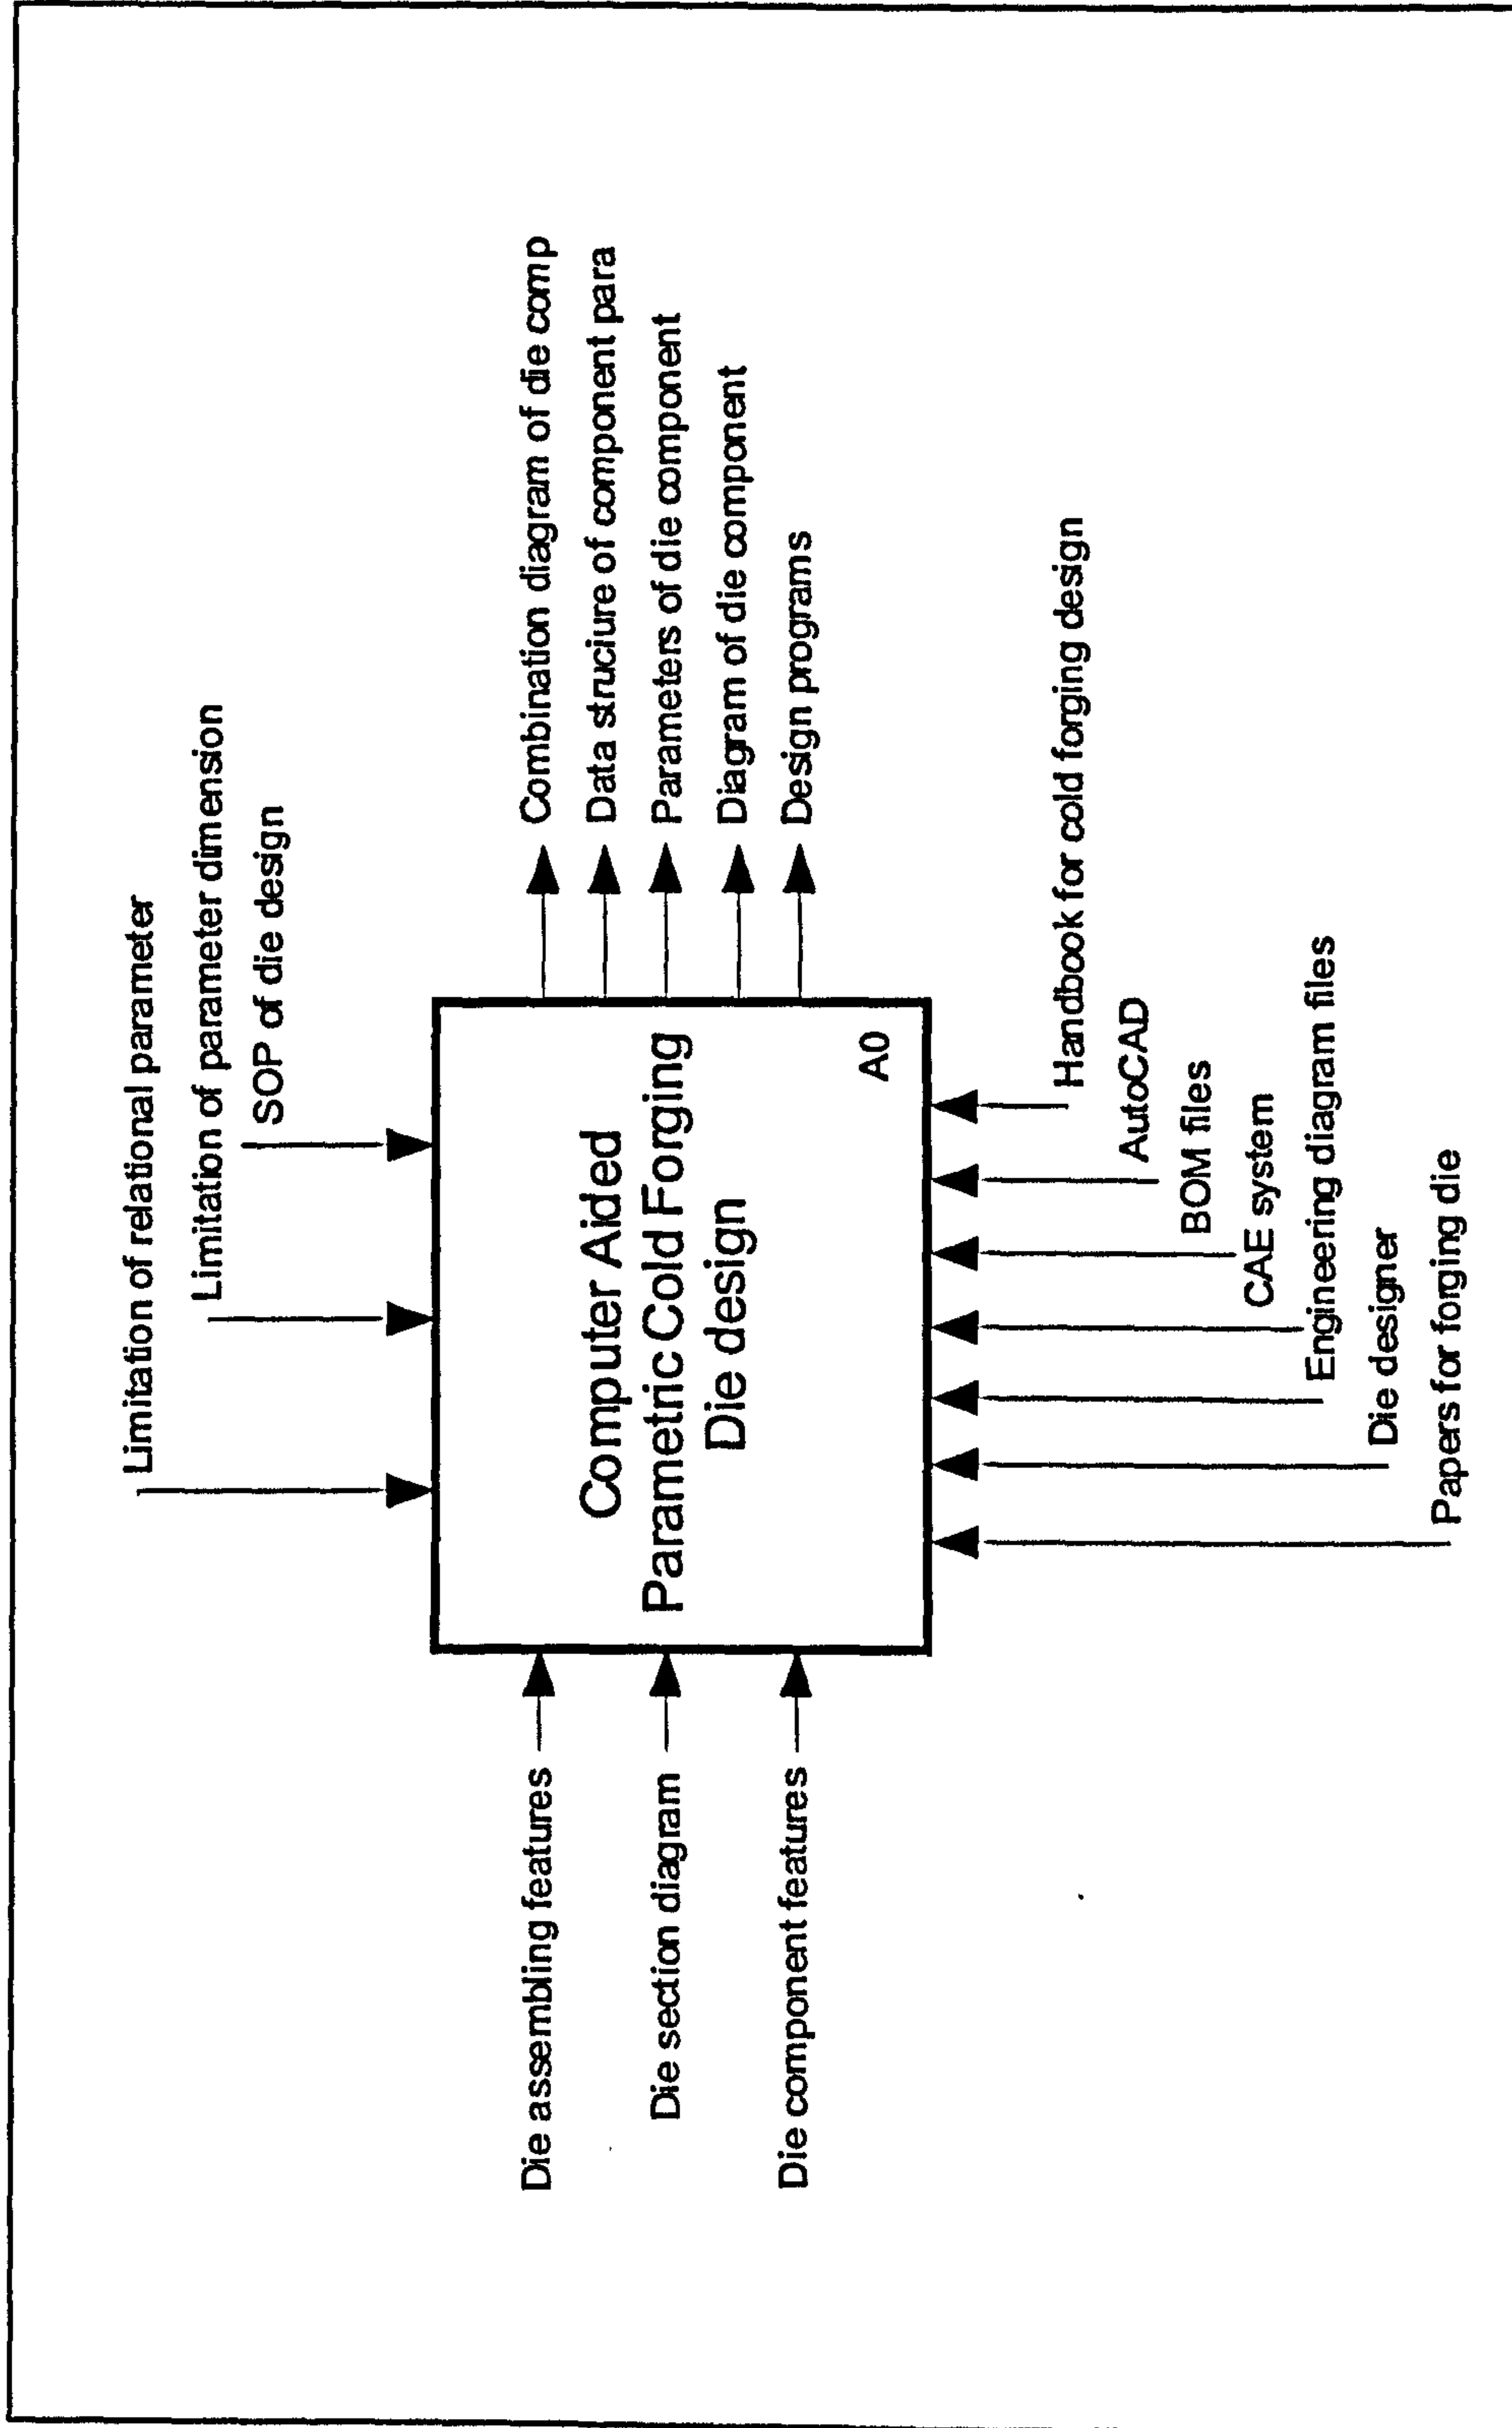 Limitation of relational parameter
Limitation of parameter dimension
SOP of die design
Die assembling features
Die section diagram
Die component features
Computer Aided
Parametric Cold Forging
Die design
A0
Combination diagram of die comp
Data struciure of component para
Parameters of die component
Diagram of die component
Design programs
Handbook for cold forging design
AutoCAD
BOM files
CAE system
Engineering diagram files
Die designer
Papers for forging die